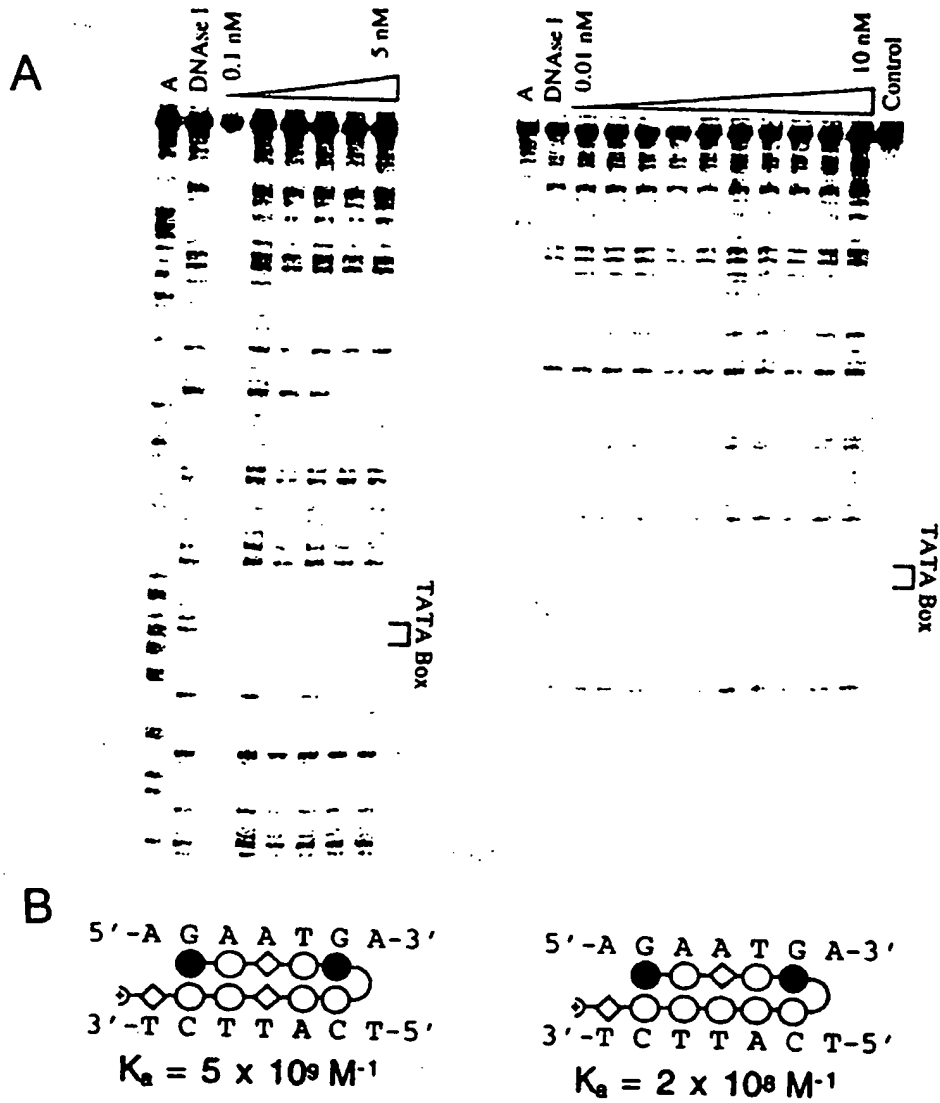 A
A
DNAse I
0.1 nM
5 nM
A
DNAse I
0.01 nM
10 nM
Control
TATA Box
TATA Box
B
5'-A G A A T G A-3'
3'-T C T T A C T-5'
Ka = 5 x 10⁹ M⁻¹
5'-A G A A T G A-3'
3'-T C T T A C T-5'
Ka = 2 x 10⁸ M⁻¹